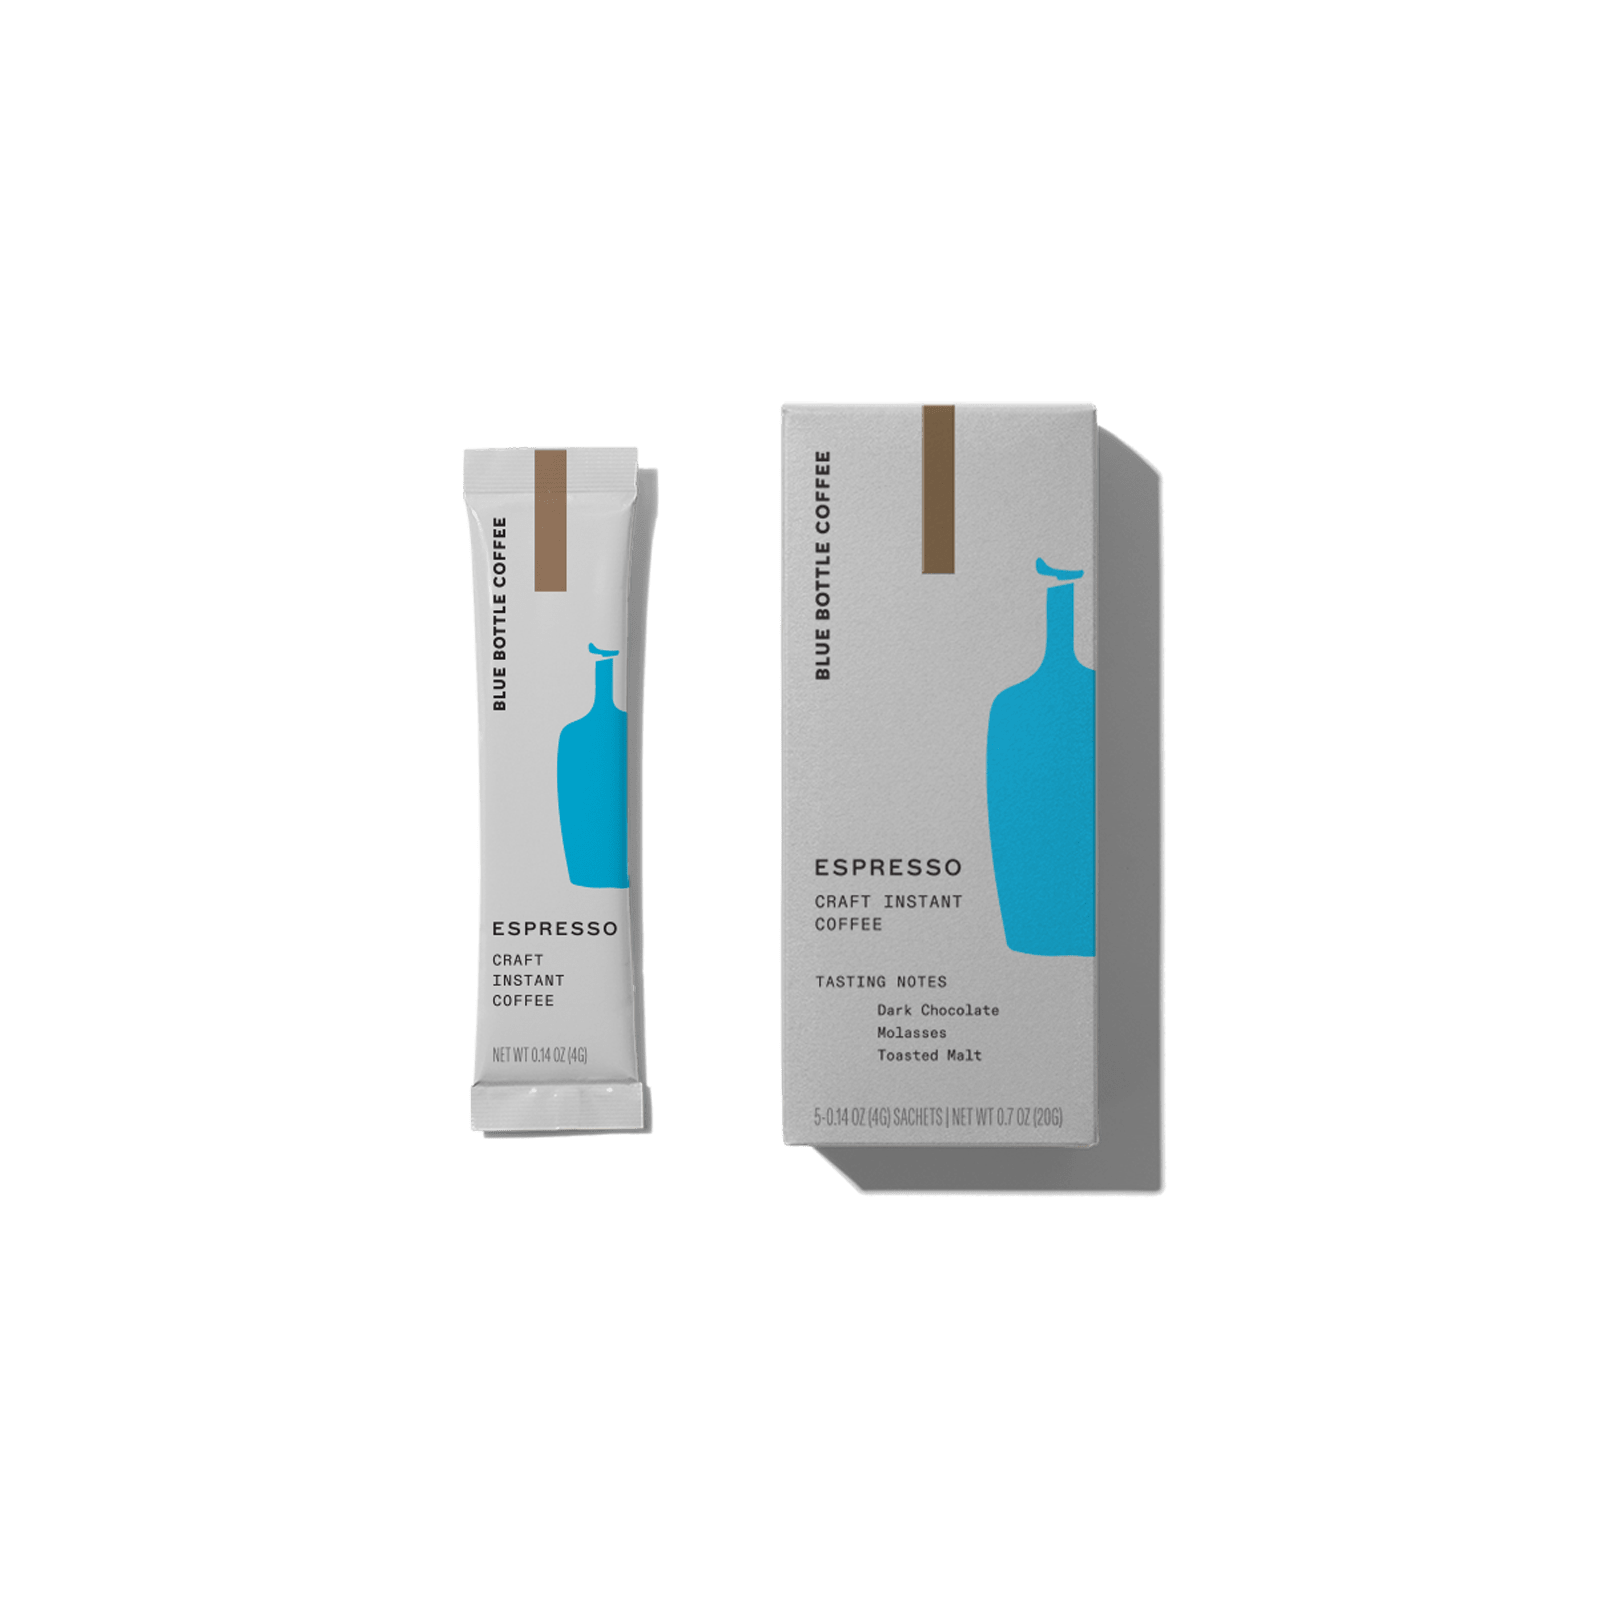 BLUE BOTTLE COFFEE
ESPRESSO
CRAFT
INSTANT
COFFEE
NET WT 0.14 OZ (4G)
BLUE BOTTLE COFFEE
ESPRESSO
CRAFT INSTANT
COFFEE
TASTING NOTES
Dark Chocolate
Molasses
Toasted Malt
5-0.14 OZ (4G) SACHETS | NET WT 0.7 OZ (20G)